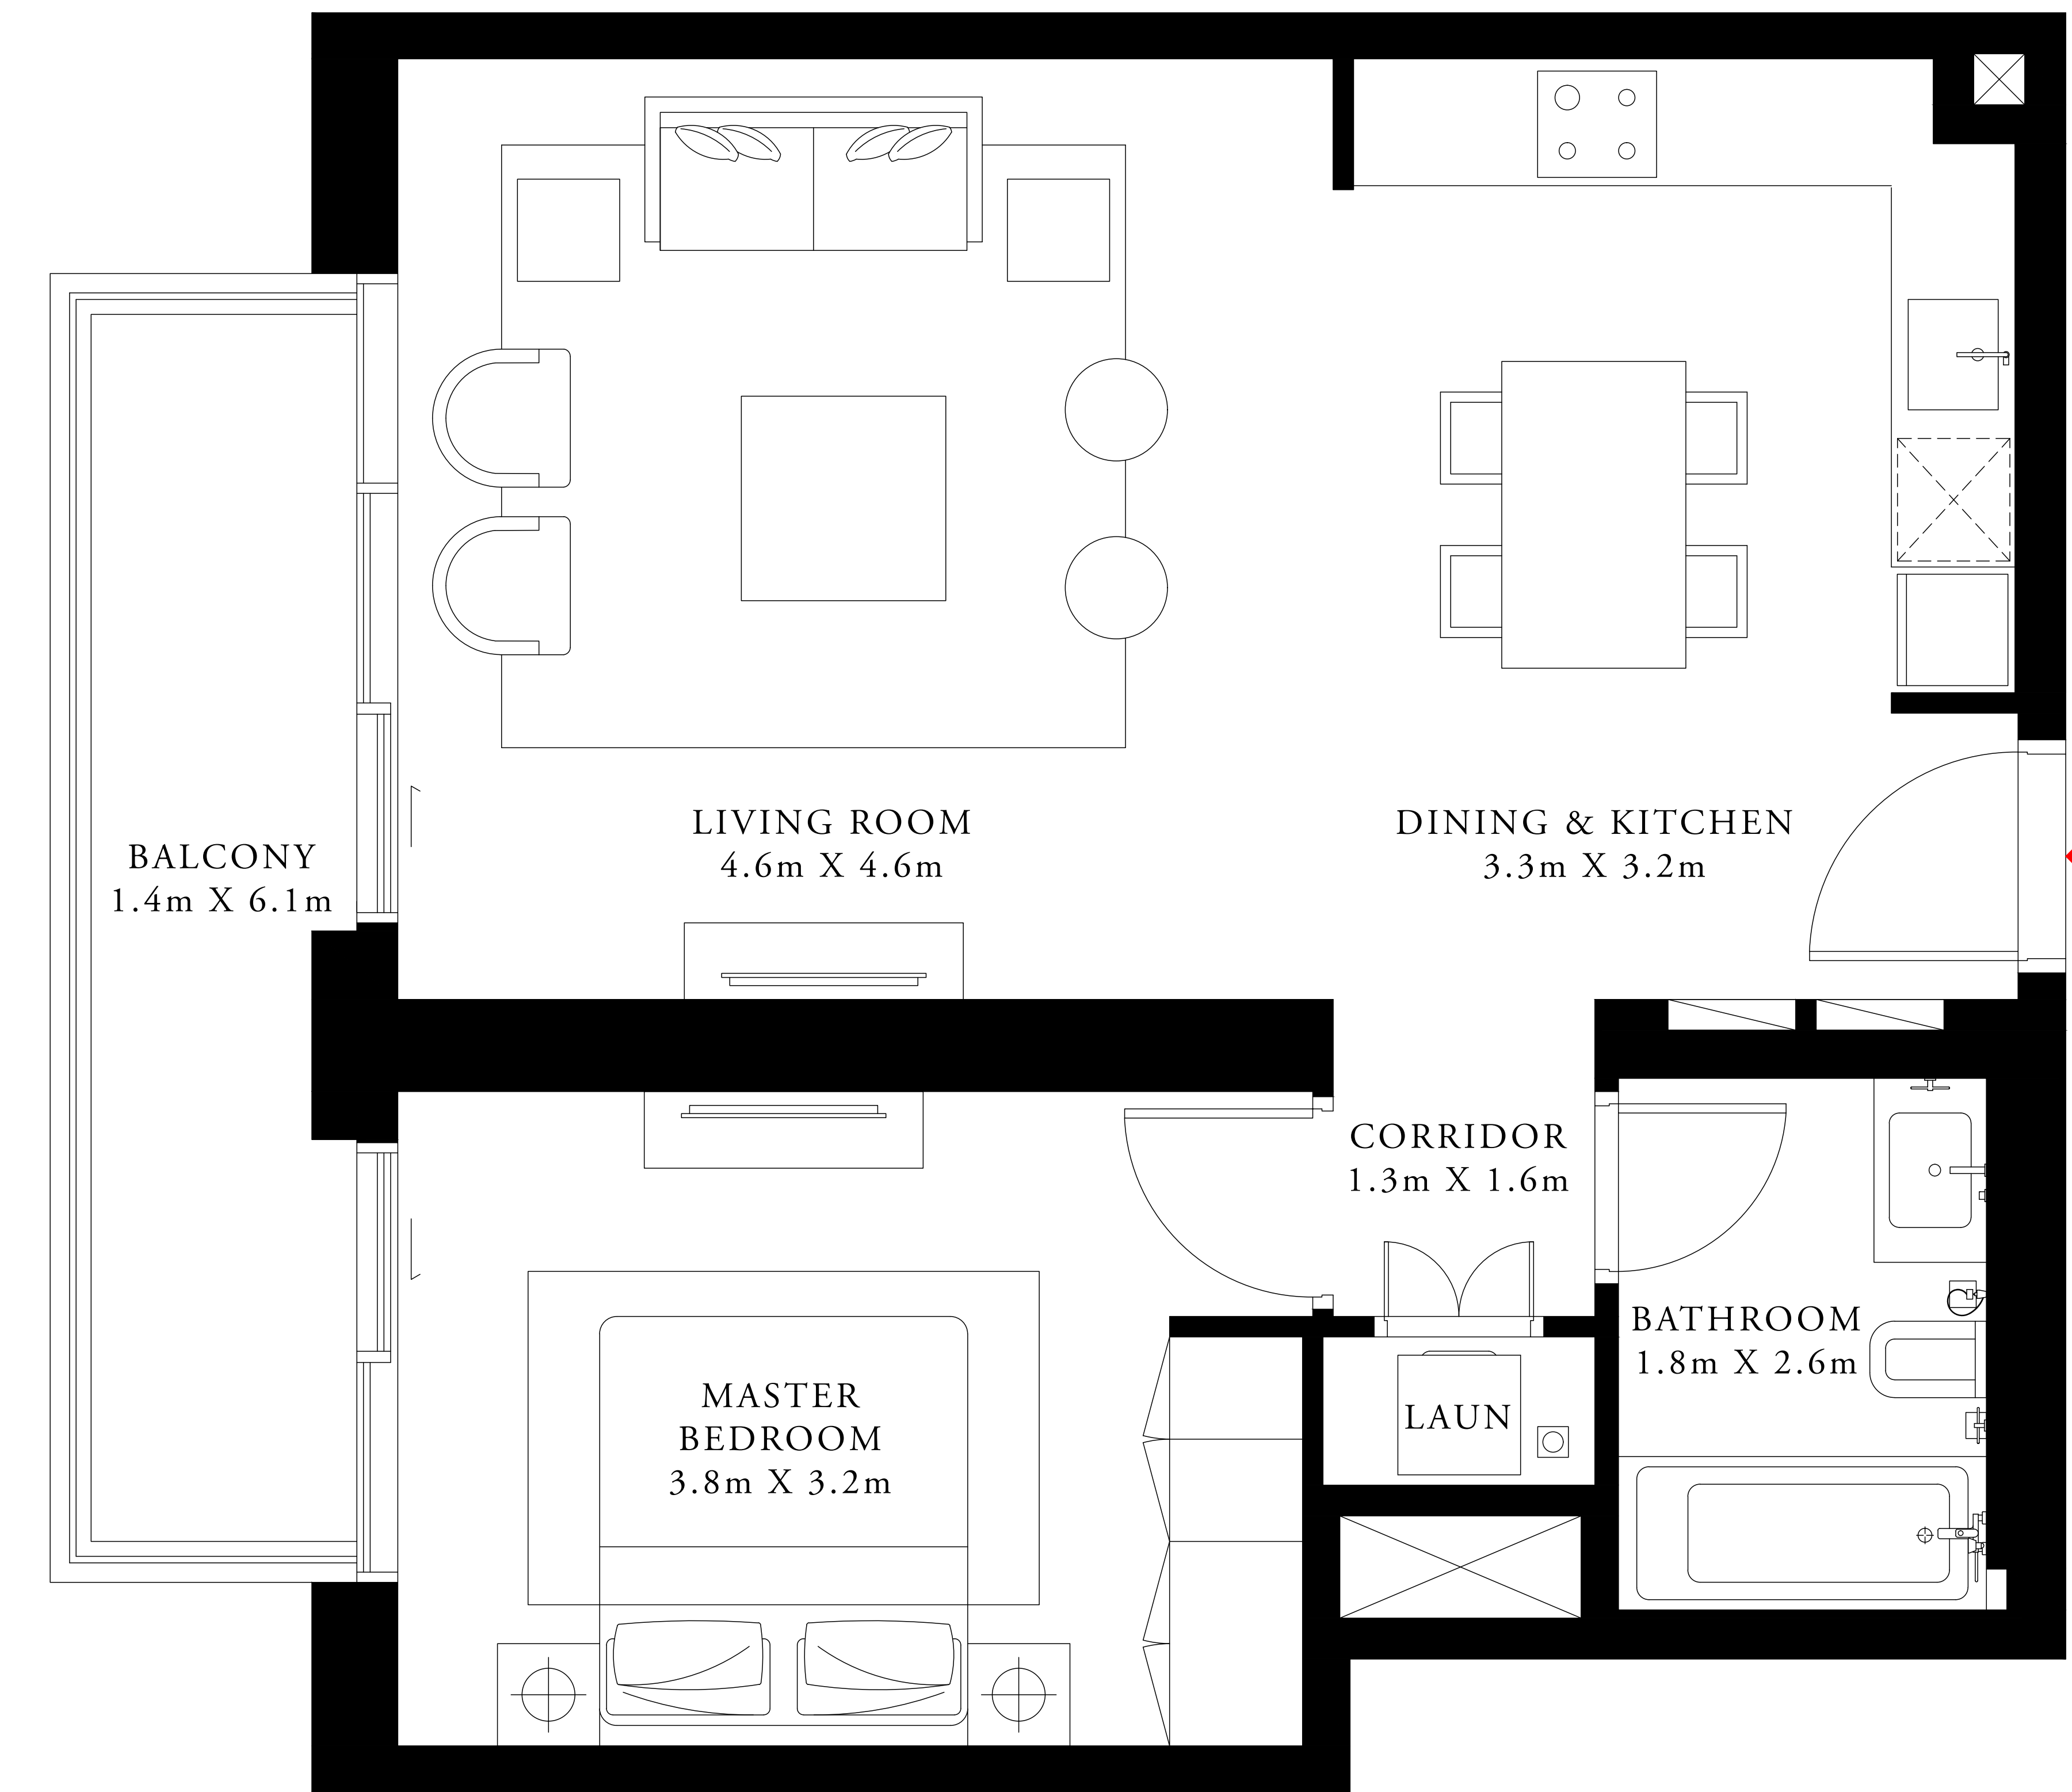 LIVING ROOM
4.6m X 4.6m
DINING & KITCHEN
3.3m X 3.2m
BALCONY
1.4m X 6.1m
CORRIDOR
1.3m X 1.6m
BATHROOM
1.8m X 2.6m
MASTER
BEDROOM
3.8m X 3.2m
LAUN